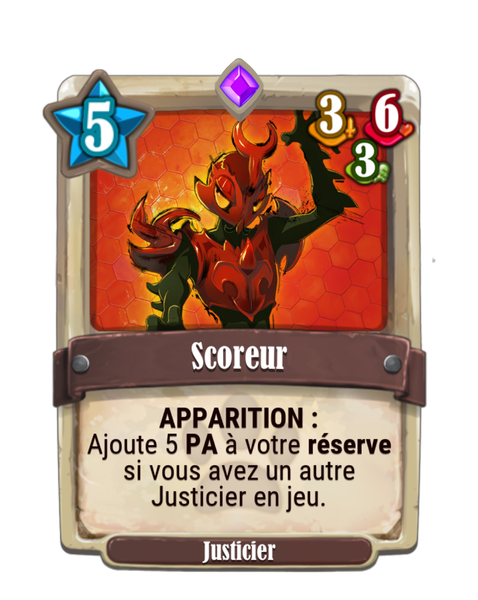 5
3
6
3
Scoreur
APPARITION :
Ajoute 5 PA à votre réserve
si vous avez un autre
Justicier en jeu.
Justicier